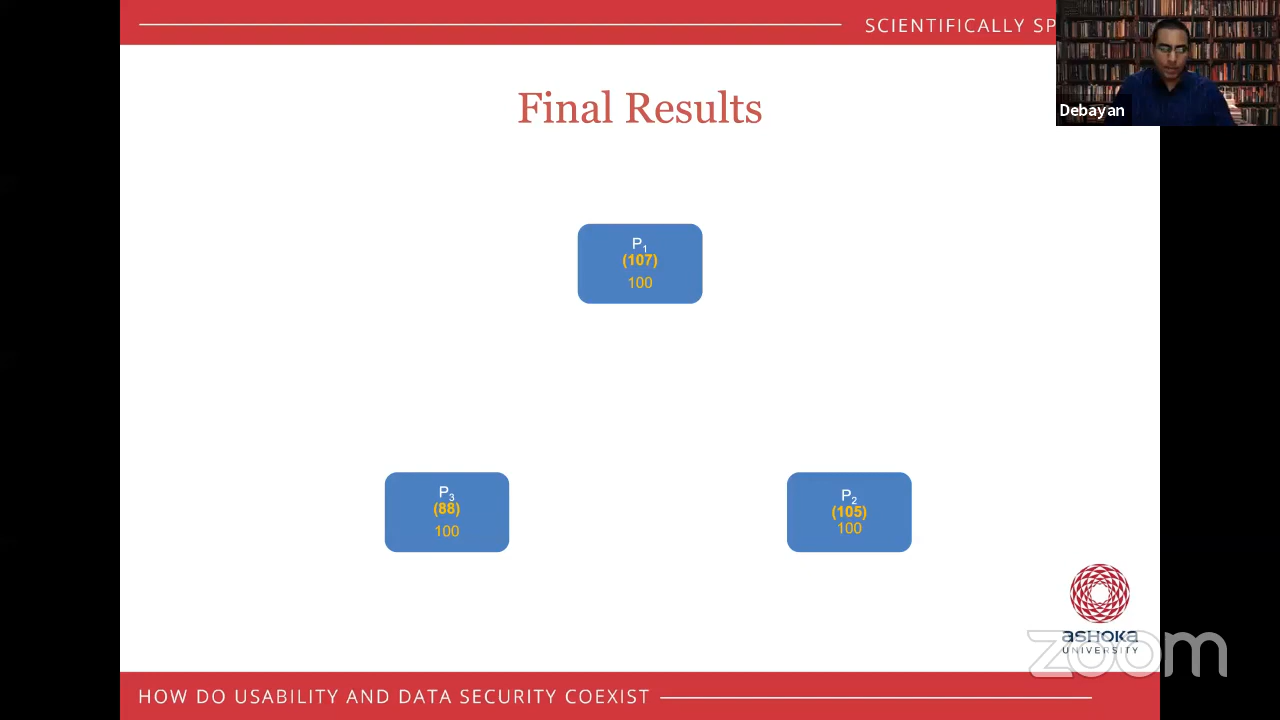 SCIENTIFICALLY SP
Debayan
Final Results
P1
(107)
100
P3
(88)
100
P2
(105)
100
ASHOKA
UNIVERSITY
zoom
HOW DO USABILITY AND DATA SECURITY COEXIST